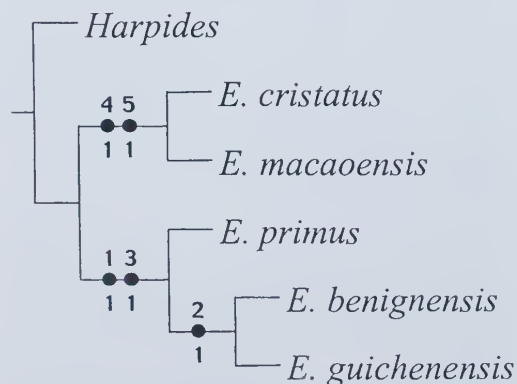 Harpides
E. cristatus
4 5
1 1
E. macaoensis
E. primus
1 3
1 1
E. benignensis
2
1
E. guichenensis